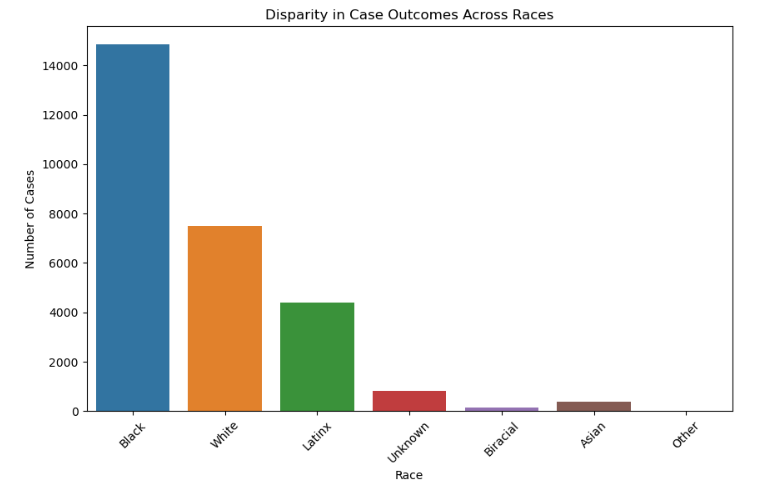 Disparity in Case Outcomes Across Races
Number of Cases
14000
12000
10000
8000
6000
4000
2000
0
Black
White
Latinx
Unknown
Biracial
Asian
Other
Race